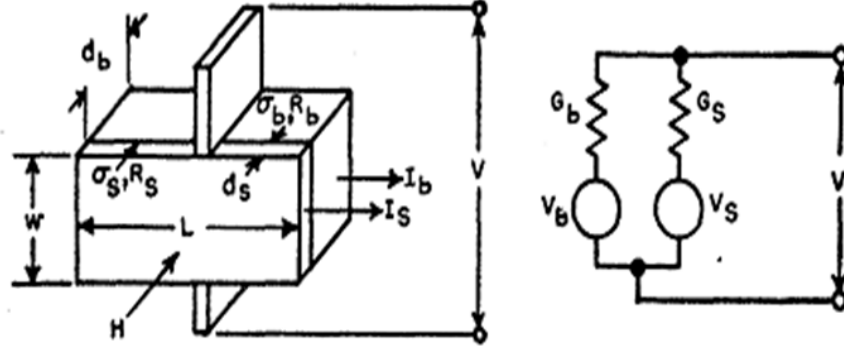 d_b
σ_b,R_b
σ_S,R_S
d_S
I_b
I_S
W
L
H
V
G_b
G_S
V_b
V_S
V